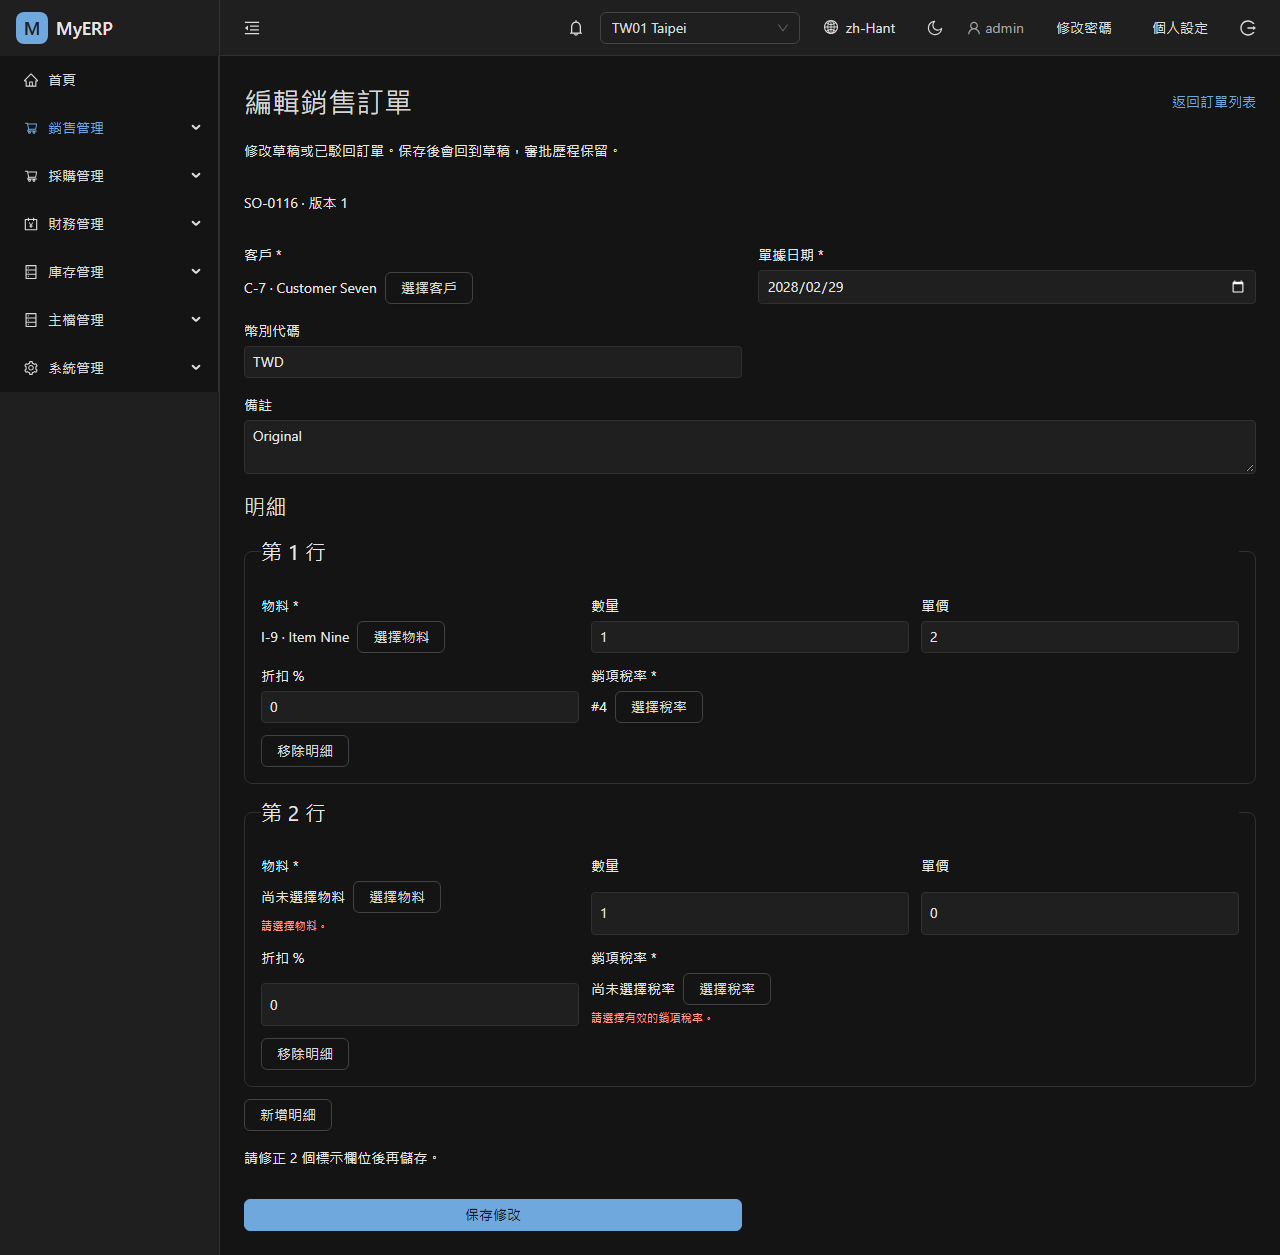 M MyERP
TW01 Taipei
zh-Hant
admin
修改密碼
個人設定
首頁
銷售管理
採購管理
財務管理
庫存管理
主檔管理
系統管理
編輯銷售訂單
返回訂單列表
修改草稿或已駁回訂單。保存後會回到草稿，審批歷程保留。
SO-0116 · 版本 1
客戶 *
單據日期 *
C-7 · Customer Seven
選擇客戶
2028/02/29
幣別代碼
TWD
備註
Original
明細
第 1 行
物料 *
數量
單價
I-9 · Item Nine
選擇物料
1
2
折扣 %
銷項稅率 *
0
#4
選擇稅率
移除明細
第 2 行
物料 *
數量
單價
尚未選擇物料
選擇物料
1
0
請選擇物料。
折扣 %
銷項稅率 *
0
尚未選擇稅率
選擇稅率
請選擇有效的銷項稅率。
移除明細
新增明細
請修正 2 個標示欄位後再儲存。
保存修改